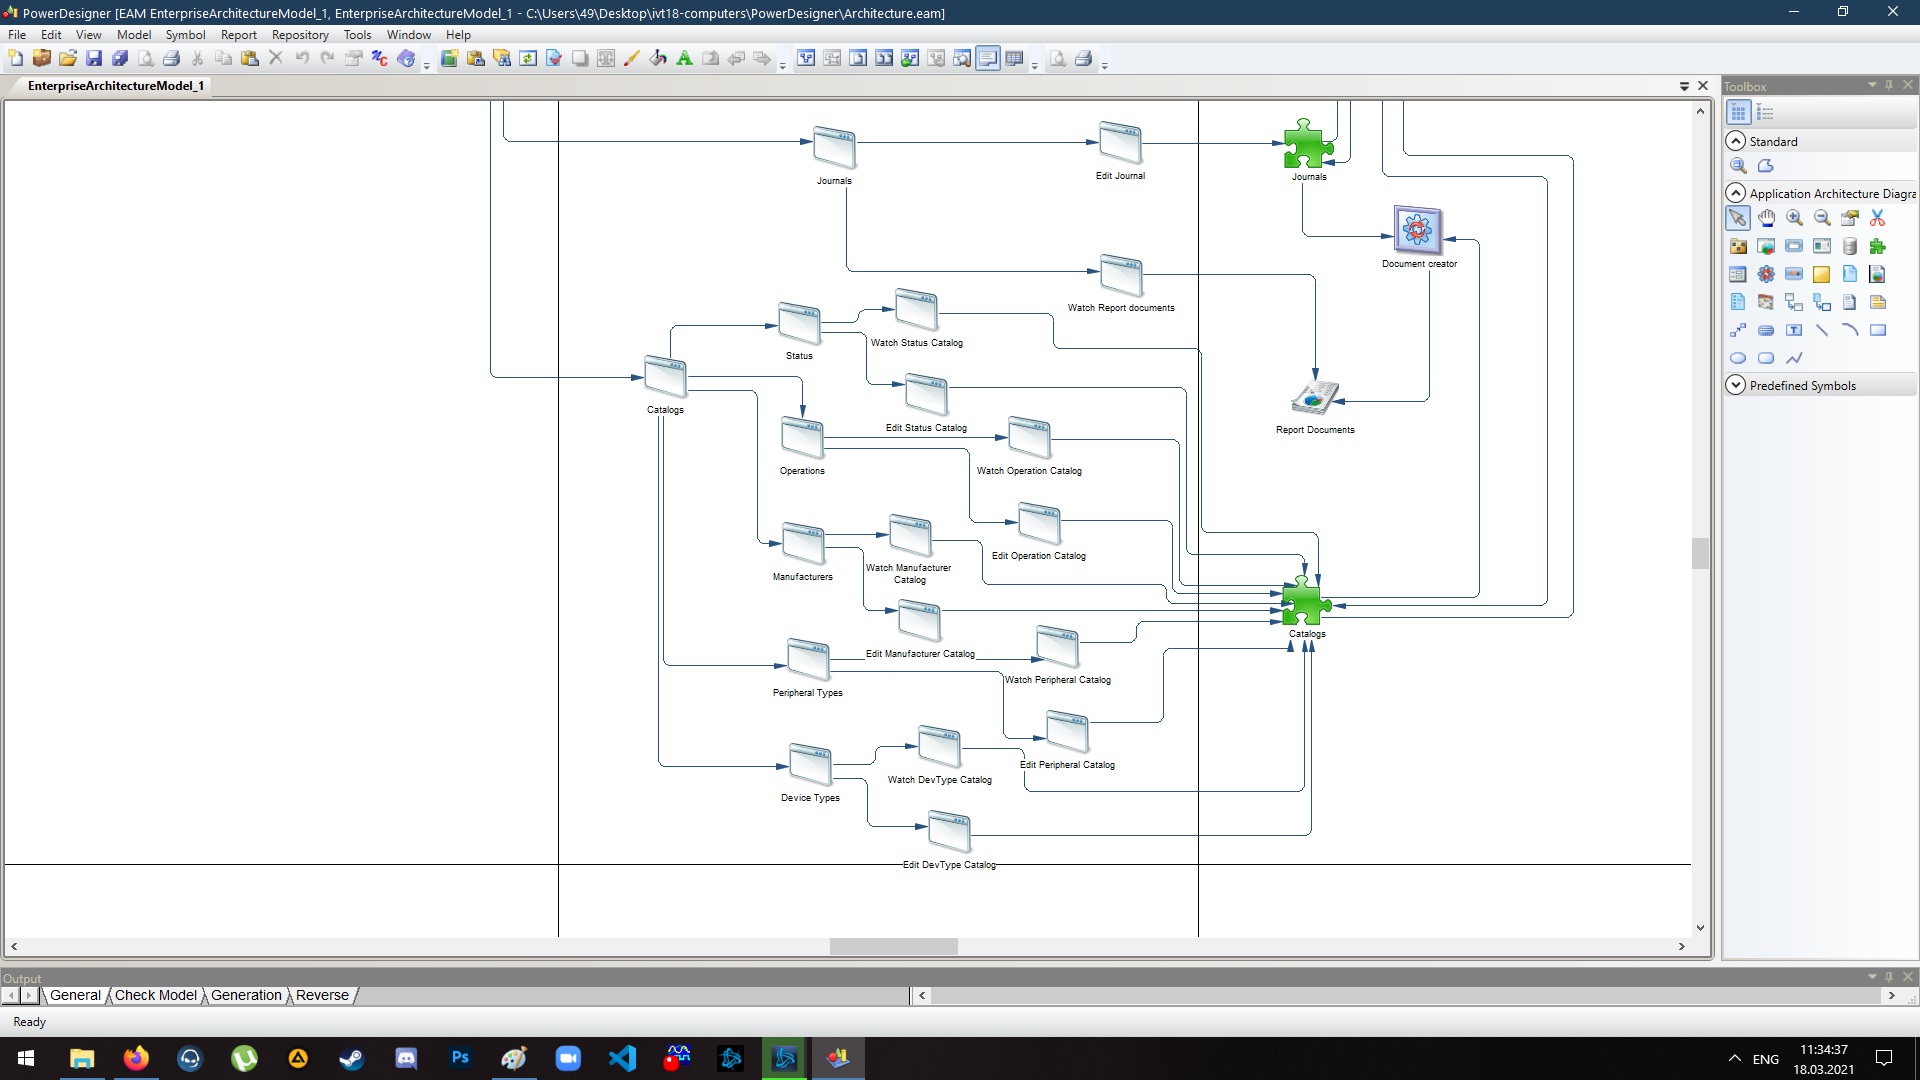 PowerDesigner [EAM EnterpriseArchitectureModel_1, EnterpriseArchitectureModel_1 - C:\Users\49\Desktop\ivt18-computers\PowerDesigner\Architecture.eam]
File Edit View Model Symbol Report Repository Tools Window Help
EnterpriseArchitectureModel_1
Toolbox
Standard
Application Architecture Diagra
Predefined Symbols
Journals
Edit Journal
Journals
Document creator
Watch Report documents
Watch Status Catalog
Status
Catalogs
Edit Status Catalog
Report Documents
Operations
Watch Operation Catalog
Edit Operation Catalog
Manufacturers
Watch Manufacturer
Catalog
Catalogs
Edit Manufacturer Catalog
Watch Peripheral Catalog
Peripheral Types
Edit Peripheral Catalog
Watch DevType Catalog
Device Types
Edit DevType Catalog
Output
General Check Model Generation Reverse
Ready
Ps
ENG
11:34:37
18.03.2021